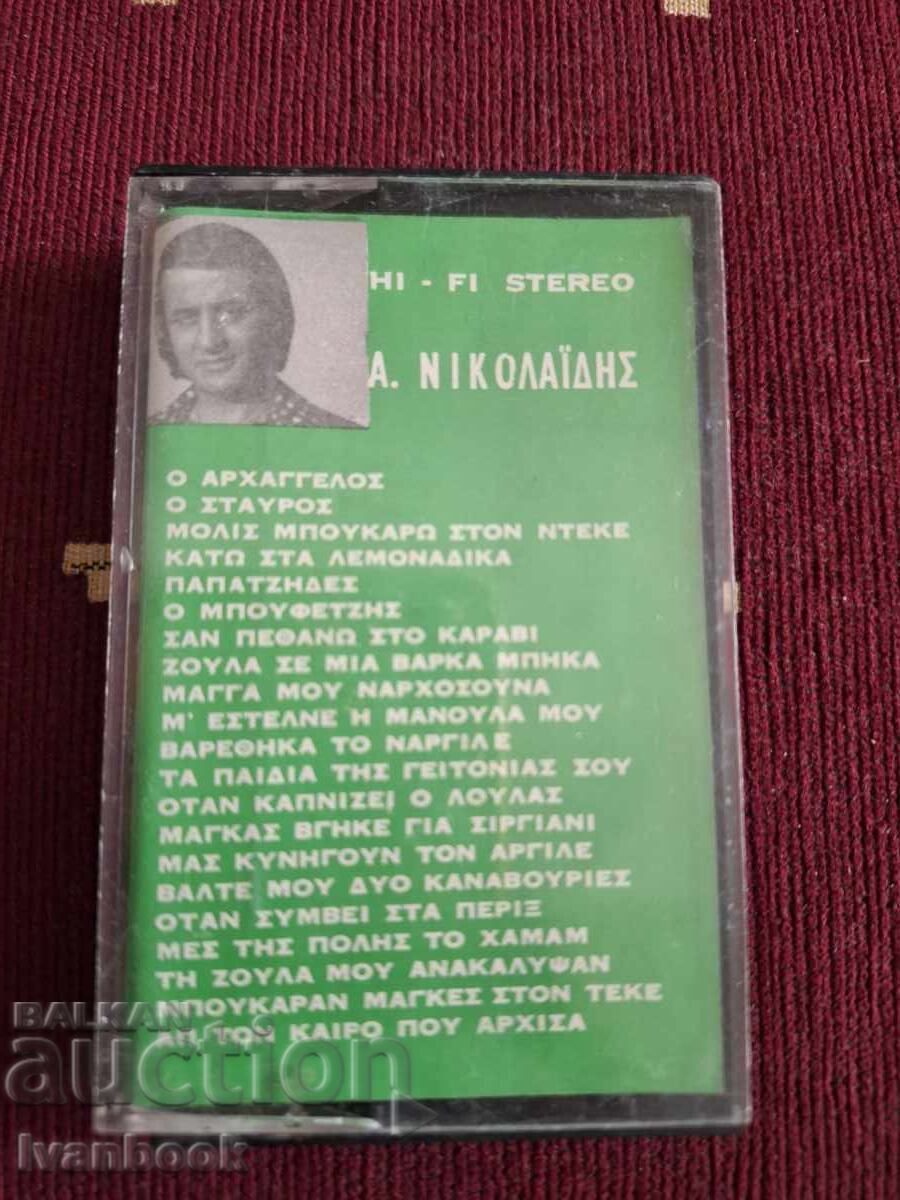 HI - FI STEREO
Α. ΝΙΚΟΛΑΪΔΗΣ
Ο ΑΡΧΑΓΓΕΛΟΣ
Ο ΣΤΑΥΡΟΣ
ΜΟΛΙΣ ΜΠΟΥΚΑΡΩ ΣΤΟΝ ΝΤΕΚΕ
ΚΑΤΩ ΣΤΑ ΛΕΜΟΝΑΔΙΚΑ
ΠΑΠΑΤΖΗΔΕΣ
Ο ΜΠΟΥΦΕΤΖΗΣ
ΣΑΝ ΠΕΘΑΝΩ ΣΤΟ ΚΑΡΑΒΙ
ΖΟΥΛΑ ΣΕ ΜΙΑ ΒΑΡΚΑ ΜΠΗΚΑ
ΜΑΓΓΑ ΜΟΥ ΝΑΡΧΟΣΟΥΝΑ
Μ' ΕΣΤΕΛΝΕ Η ΜΑΝΟΥΛΑ ΜΟΥ
ΒΑΡΕΘΗΚΑ ΤΟ ΝΑΡΓΙΛΕ
ΤΑ ΠΑΙΔΙΑ ΤΗΣ ΓΕΙΤΟΝΙΑΣ ΣΟΥ
ΟΤΑΝ ΚΑΠΝΙΖΕΙ Ο ΛΟΥΛΑΣ
ΜΑΓΚΑΣ ΒΓΗΚΕ ΓΙΑ ΣΙΡΓΙΑΝΙ
ΜΑΣ ΚΥΝΗΓΟΥΝ ΤΟΝ ΑΡΓΙΛΕ
ΒΑΛΤΕ ΜΟΥ ΔΥΟ ΚΑΝΑΒΟΥΡΙΕΣ
ΟΤΑΝ ΣΥΜΒΕΙ ΣΤΑ ΠΕΡΙΞ
ΜΕΣ ΤΗΣ ΠΟΛΗΣ ΤΟ ΧΑΜΑΜ
ΤΗ ΖΟΥΛΑ ΜΟΥ ΑΝΑΚΑΛΥΨΑΝ
ΜΠΟΥΚΑΡΑΝ ΜΑΓΚΕΣ ΣΤΟΝ ΤΕΚΕ
ΤΟΝ ΚΑΙΡΟ ΠΟΥ ΑΡΧΙΣΑ
BALKAN
auction
Ivanbook